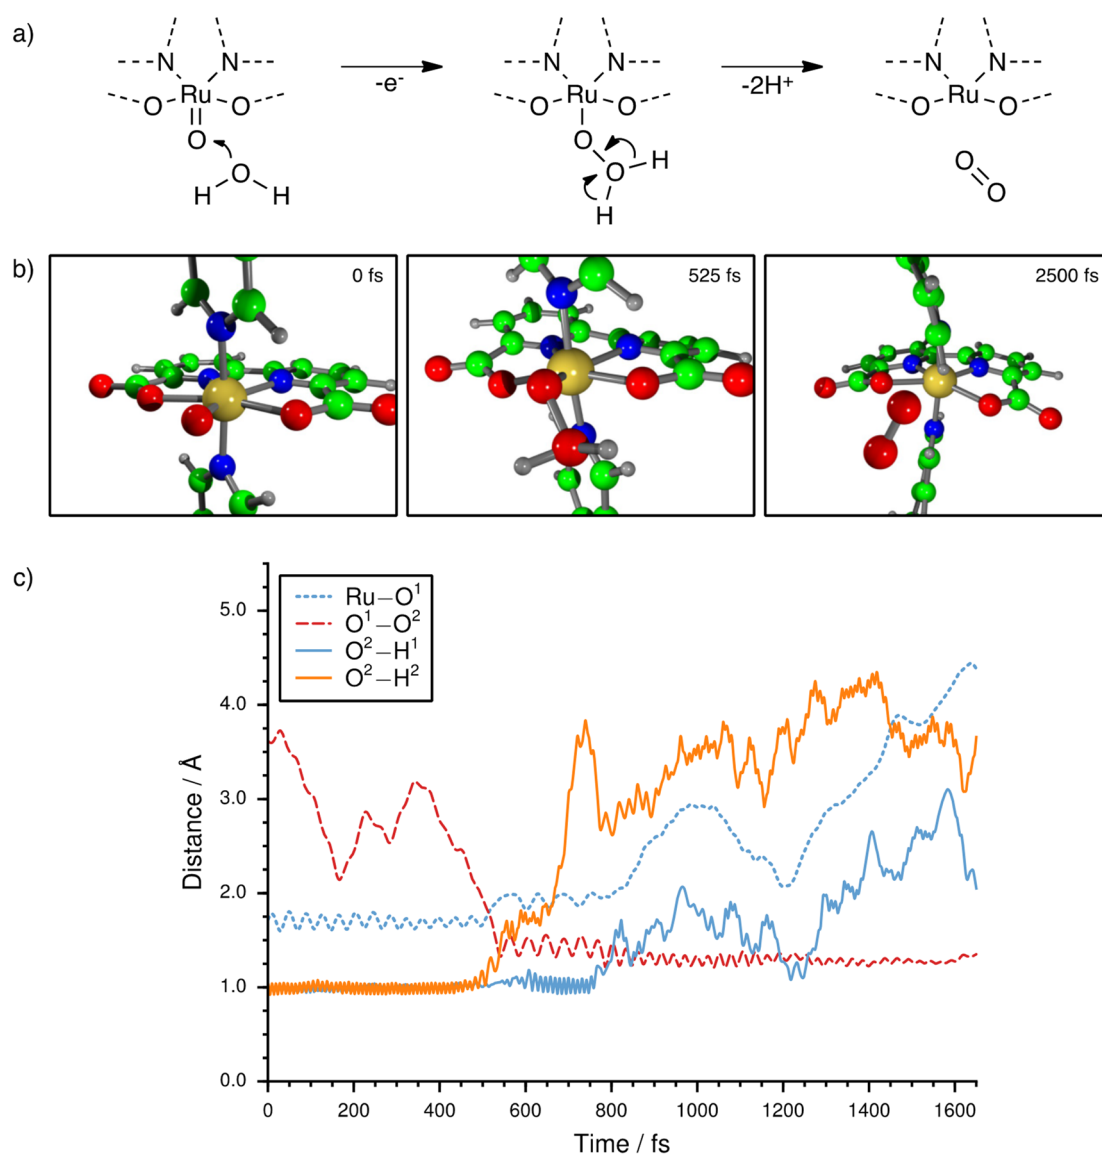 a)
N N N N N N
O Ru O O Ru O O Ru O
-e⁻ -2H⁺
O O O
O O H O
H H H
b) 0 fs 525 fs 2500 fs
c)
Ru–O¹
O¹–O²
O²–H¹
O²–H²
5.0
4.0
3.0
2.0
1.0
0.0
Distance / Å
0 200 400 600 800 1000 1200 1400 1600
Time / fs